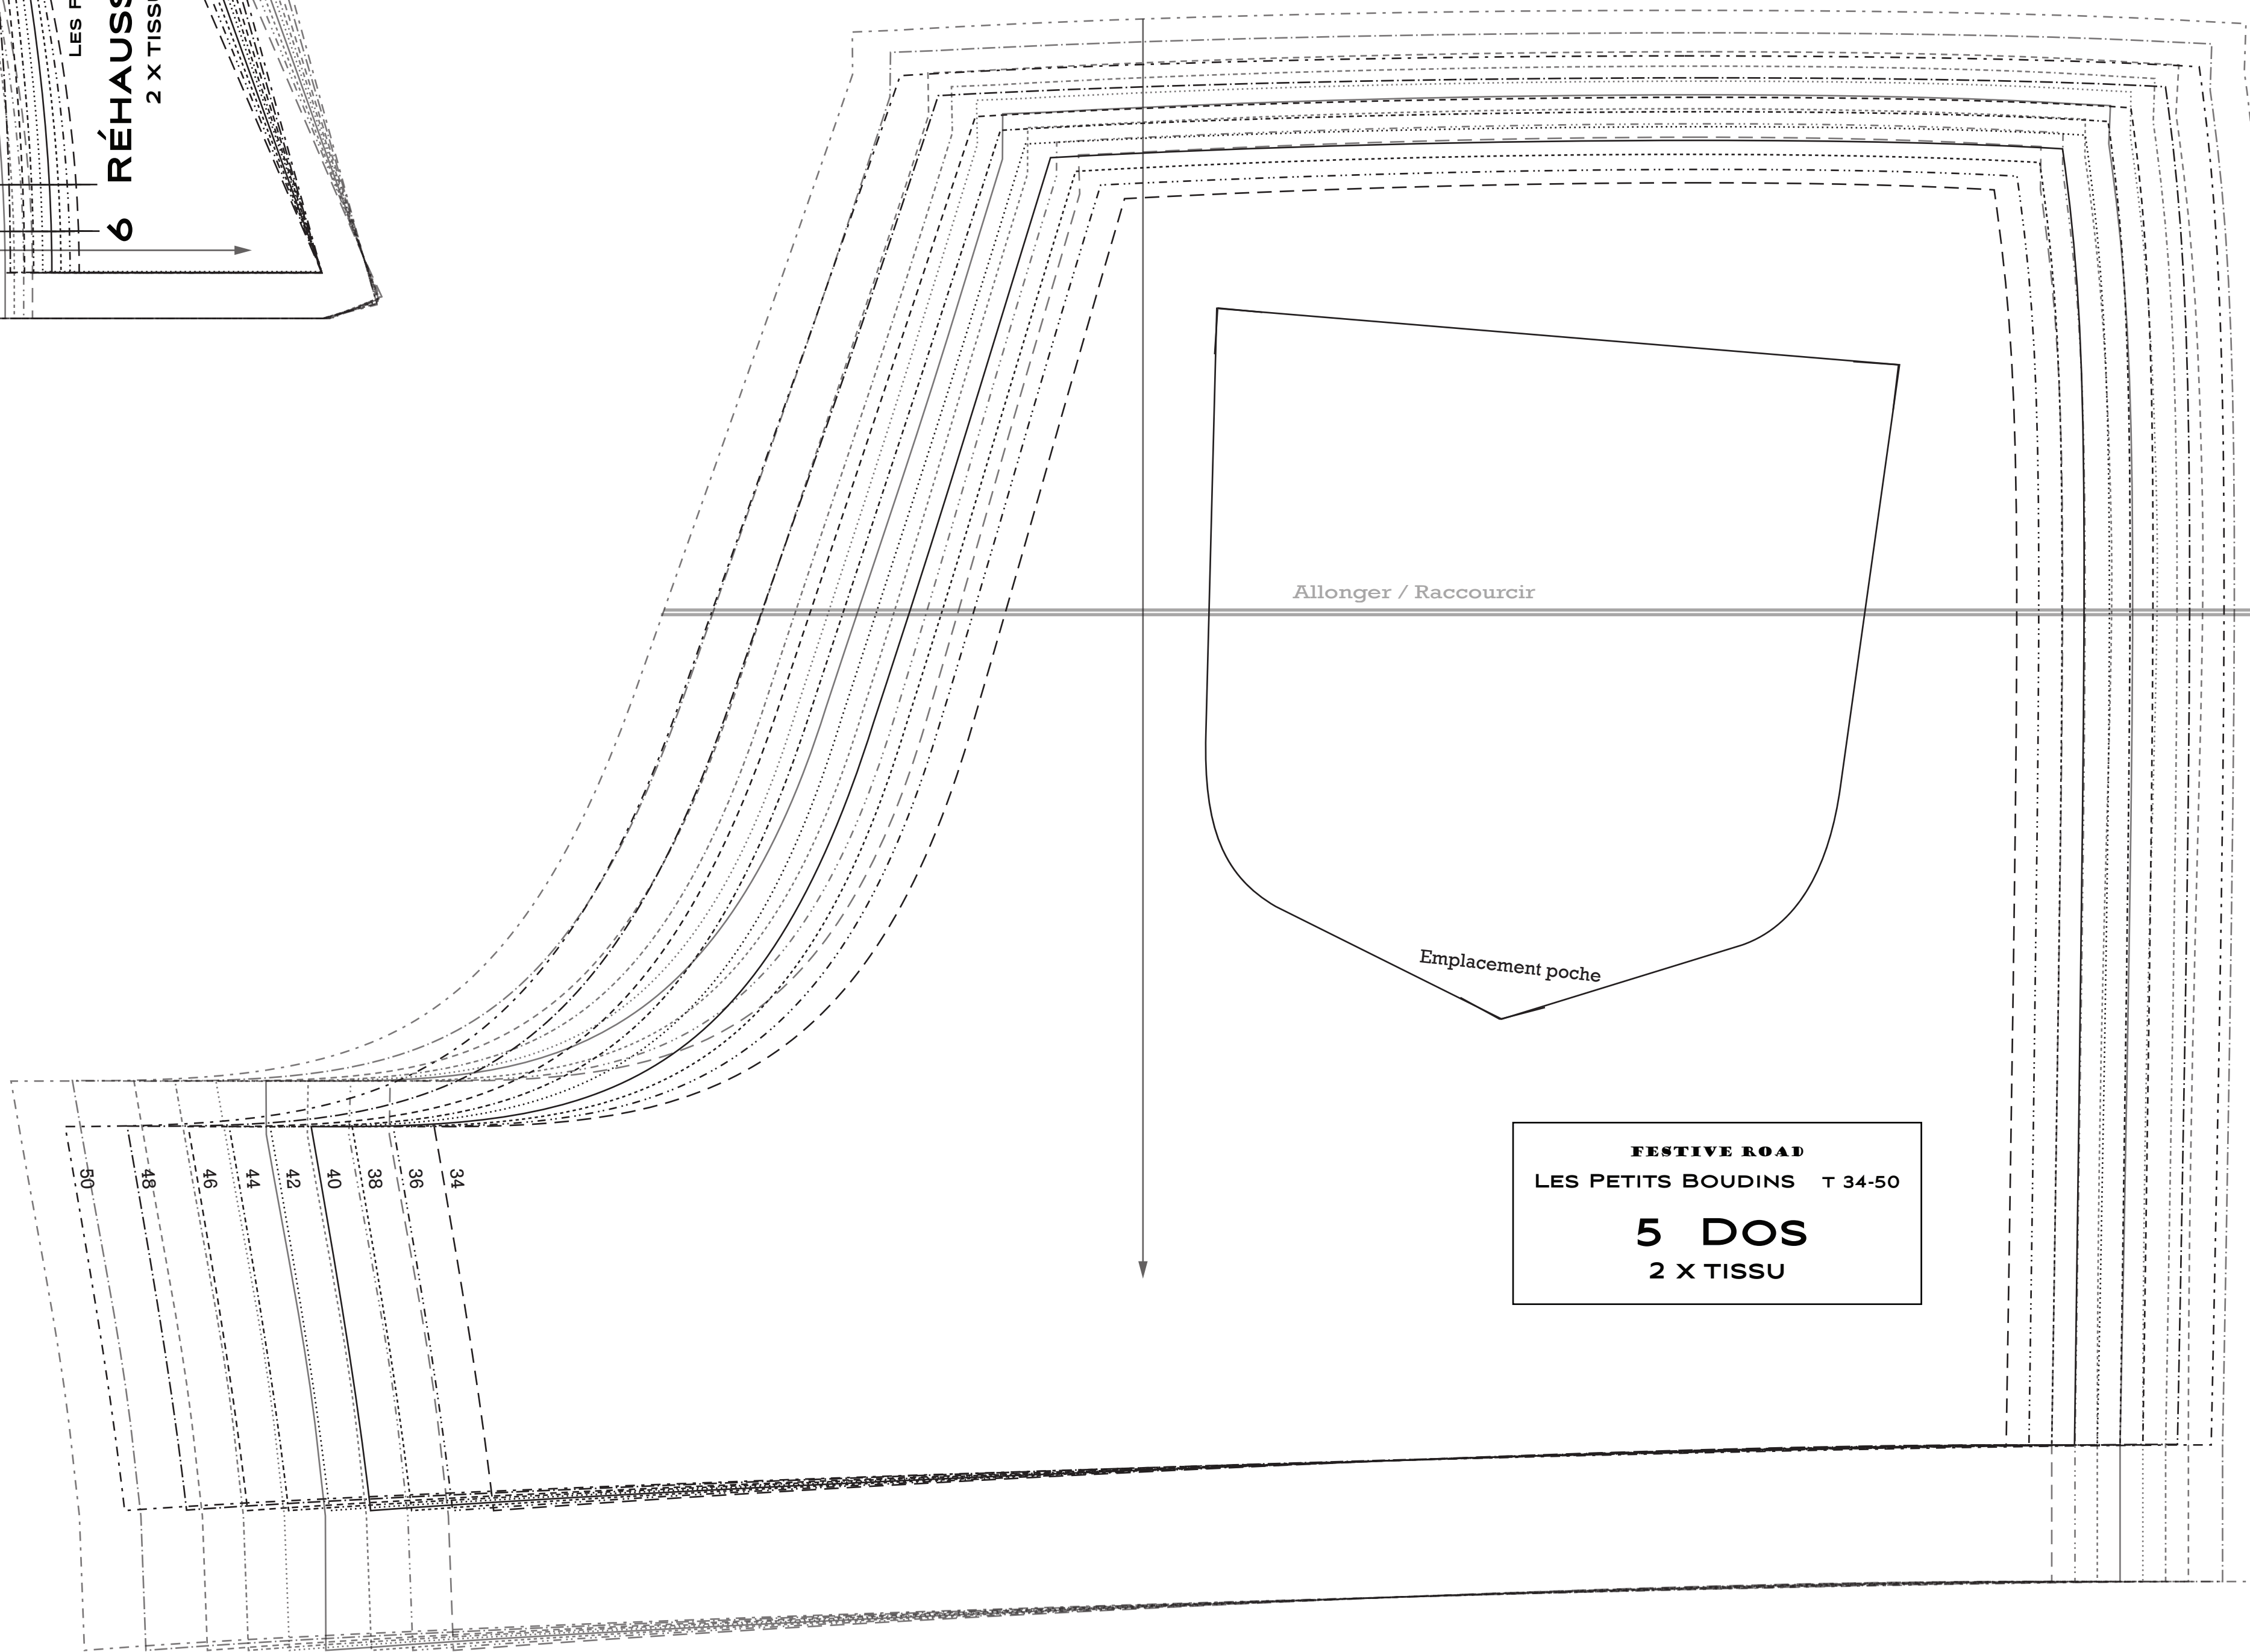 6 RÉHAUSS
2 X TISSU
Allonger / Raccourcir
Emplacement poche
50 48 46 44 42 40 38 36 34
FESTIVE ROAD
LES PETITS BOUDINS T 34-50
5 DOS
2 X TISSU